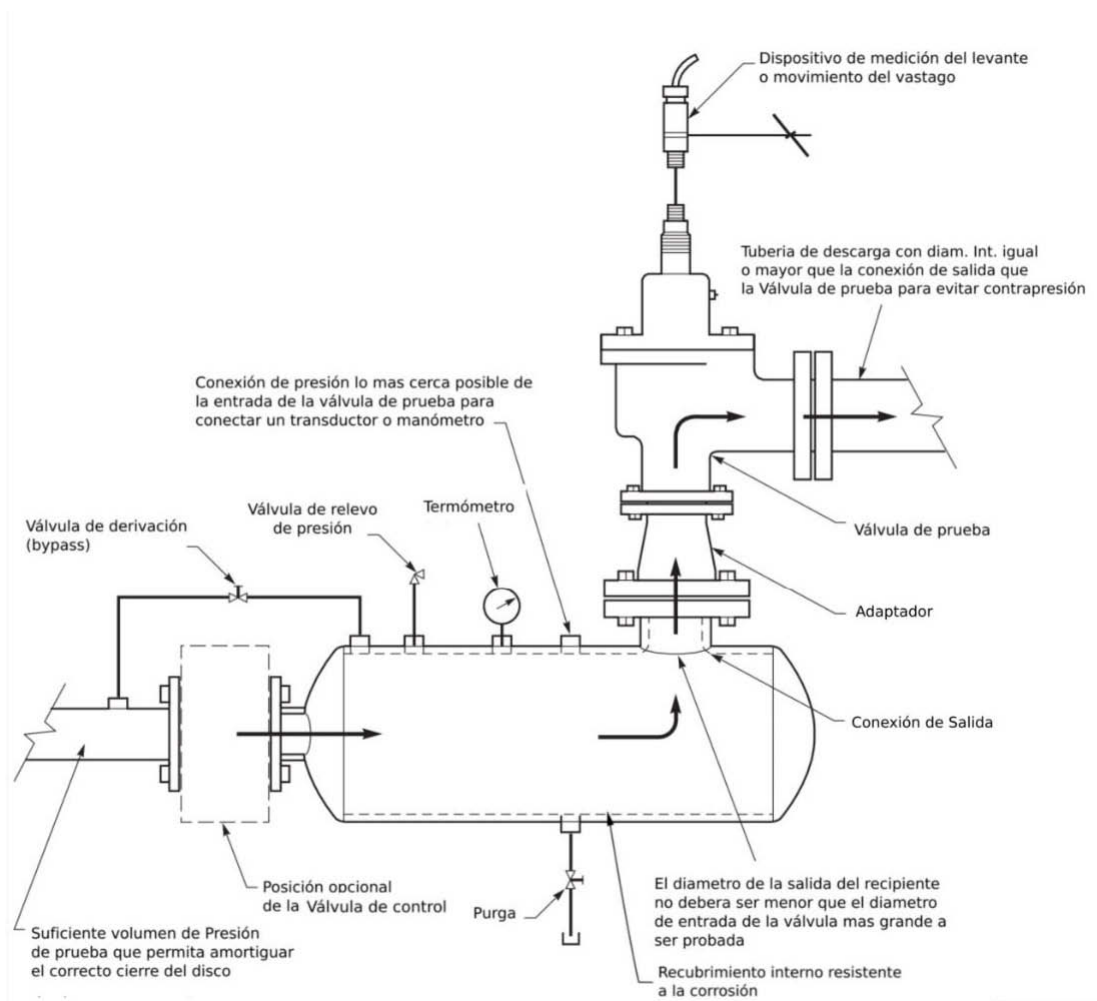 Dispositivo de medición del levante
o movimiento del vastago
Tuberia de descarga con diam. Int. igual
o mayor que la conexión de salida que
la Válvula de prueba para evitar contrapresión
Conexión de presión lo mas cerca posible de
la entrada de la válvula de prueba para
conectar un transductor o manómetro
Válvula de derivación
(bypass)
Válvula de relevo
de presión
Termómetro
Válvula de prueba
Adaptador
Conexión de Salida
Posición opcional
de la Válvula de control
Purga
El diametro de la salida del recipiente
no debera ser menor que el diametro
de entrada de la válvula mas grande a
ser probada
Suficiente volumen de Presión
de prueba que permita amortiguar
el correcto cierre del disco
Recubrimiento interno resistente
a la corrosión